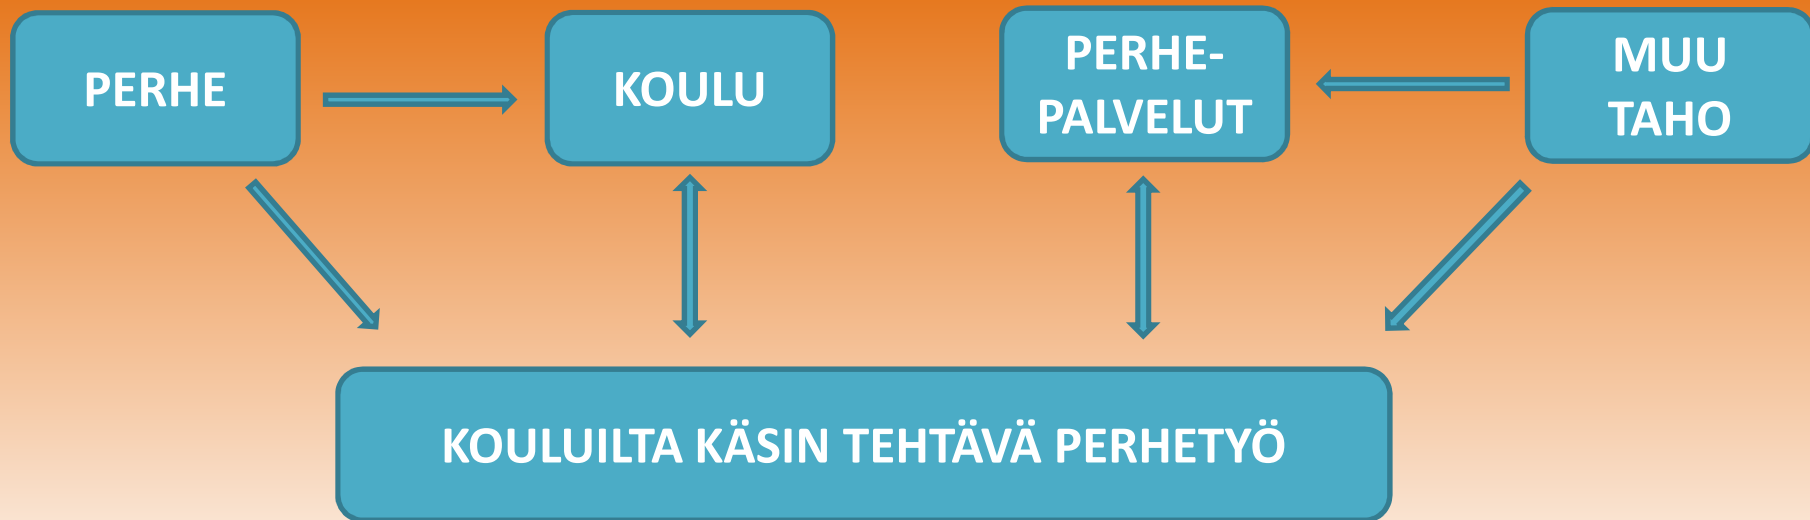 PERHE
KOULU
PERHE-
PALVELUT
MUU
TAHO
KOULUILTA KÄSIN TEHTÄVÄ PERHETYÖ